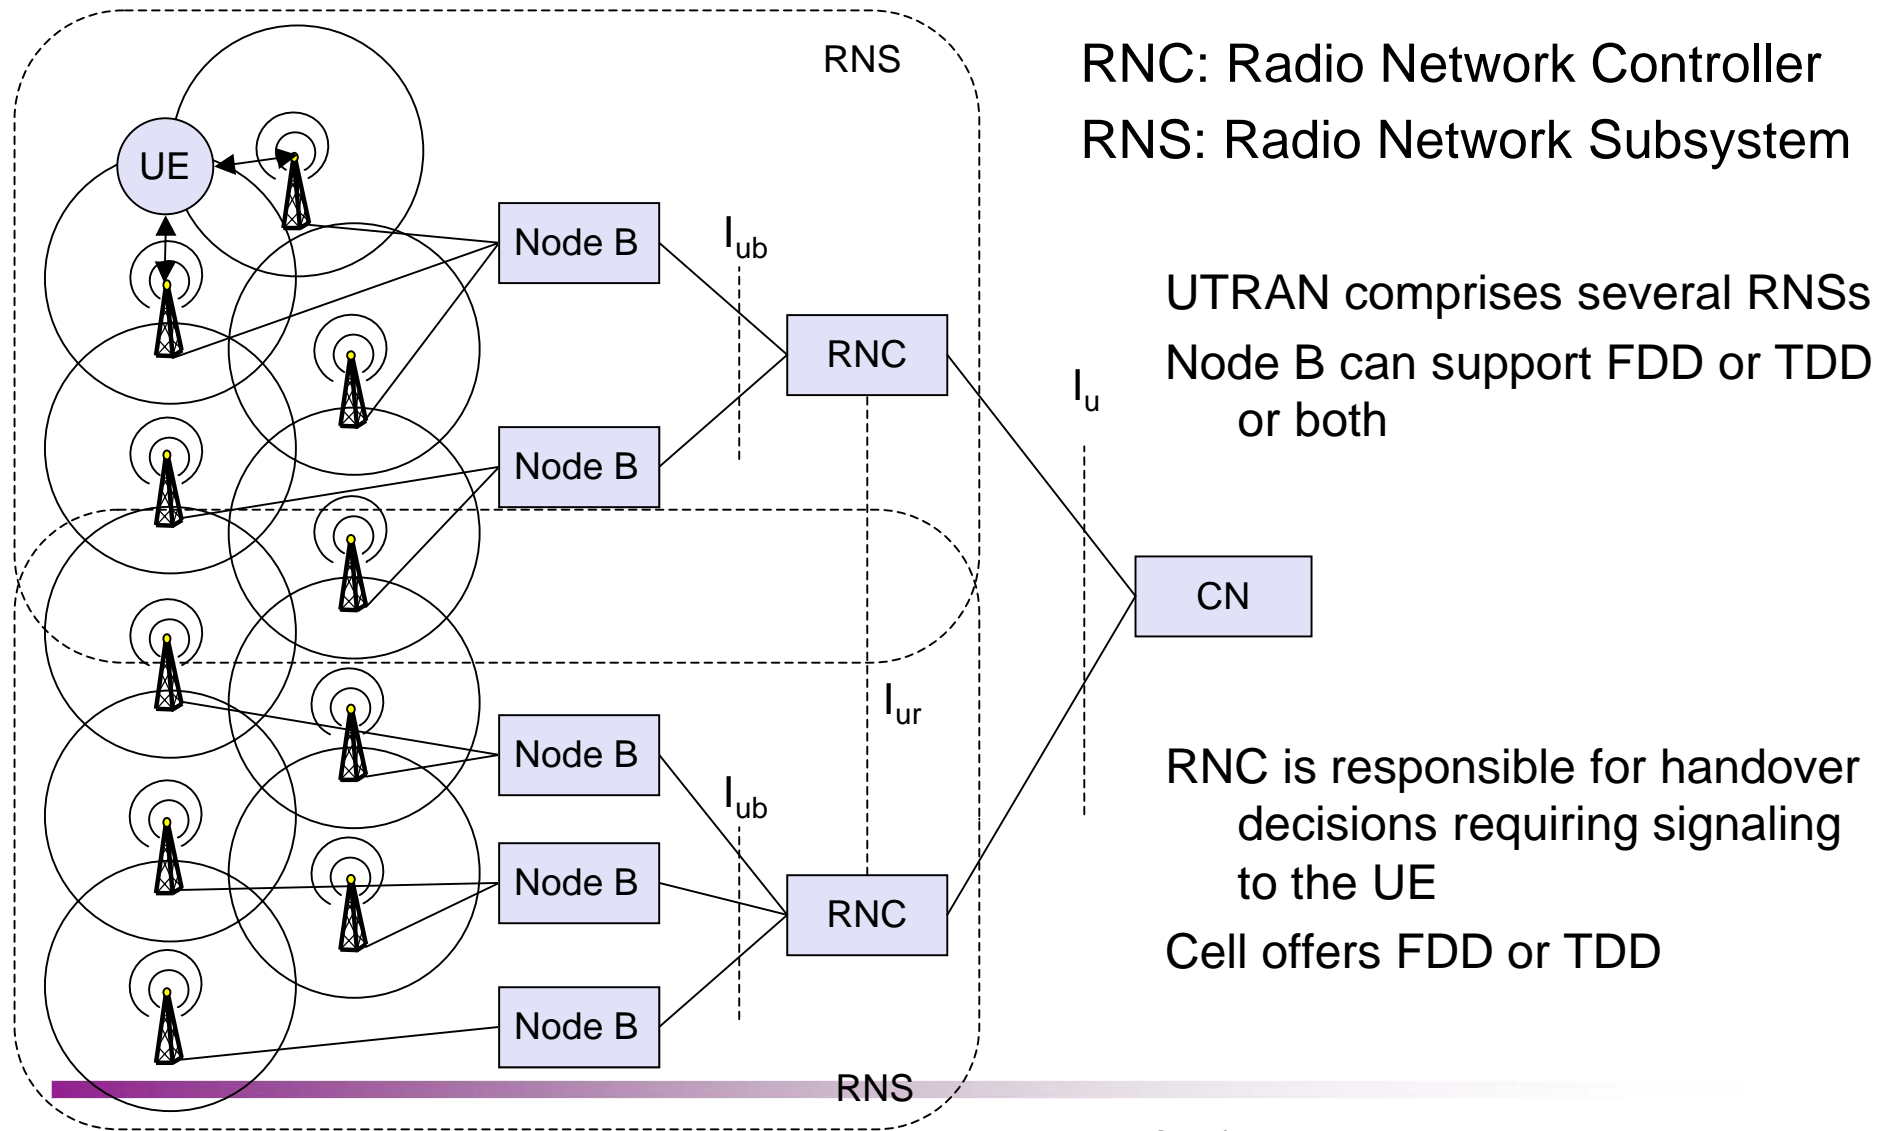 RNS
RNC: Radio Network Controller
RNS: Radio Network Subsystem
UE
Node B
Iub
UTRAN comprises several RNSs
RNC
Node B can support FDD or TDD
or both
Iu
Node B
CN
Iur
Node B
RNC is responsible for handover
decisions requiring signaling
to the UE
Iub
Node B
RNC
Cell offers FDD or TDD
Node B
RNS